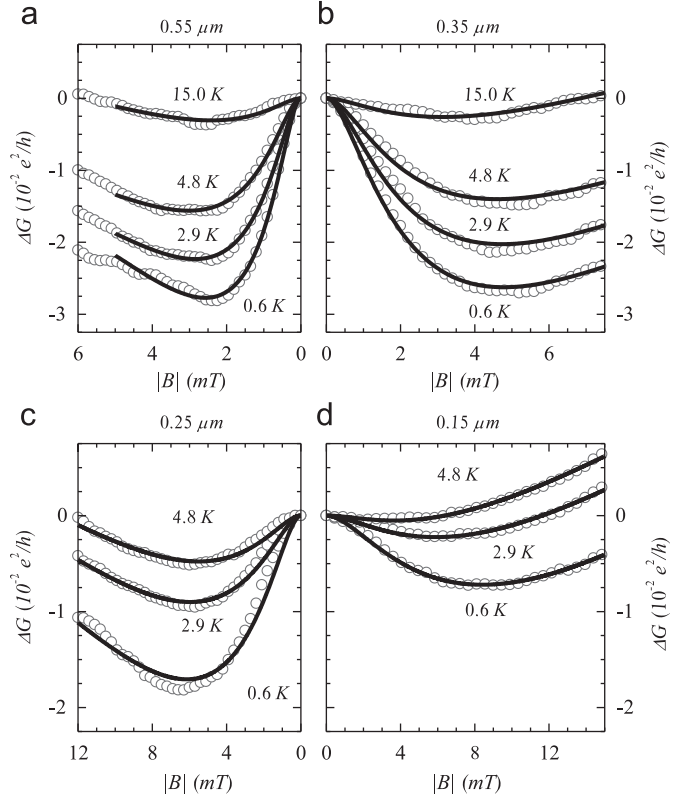 a
0.55 μm
b
0.35 μm
0
-1
-2
-3
ΔG (10⁻² e²/h)
15.0 K
4.8 K
2.9 K
0.6 K
6
4
2
0
|B| (mT)
15.0 K
4.8 K
2.9 K
0.6 K
0
-1
-2
-3
ΔG (10⁻² e²/h)
0
2
4
6
|B| (mT)
c
0.25 μm
d
0.15 μm
0
-1
-2
ΔG (10⁻² e²/h)
4.8 K
2.9 K
0.6 K
12
8
4
0
|B| (mT)
4.8 K
2.9 K
0.6 K
0
-1
-2
ΔG (10⁻² e²/h)
0
4
8
12
|B| (mT)